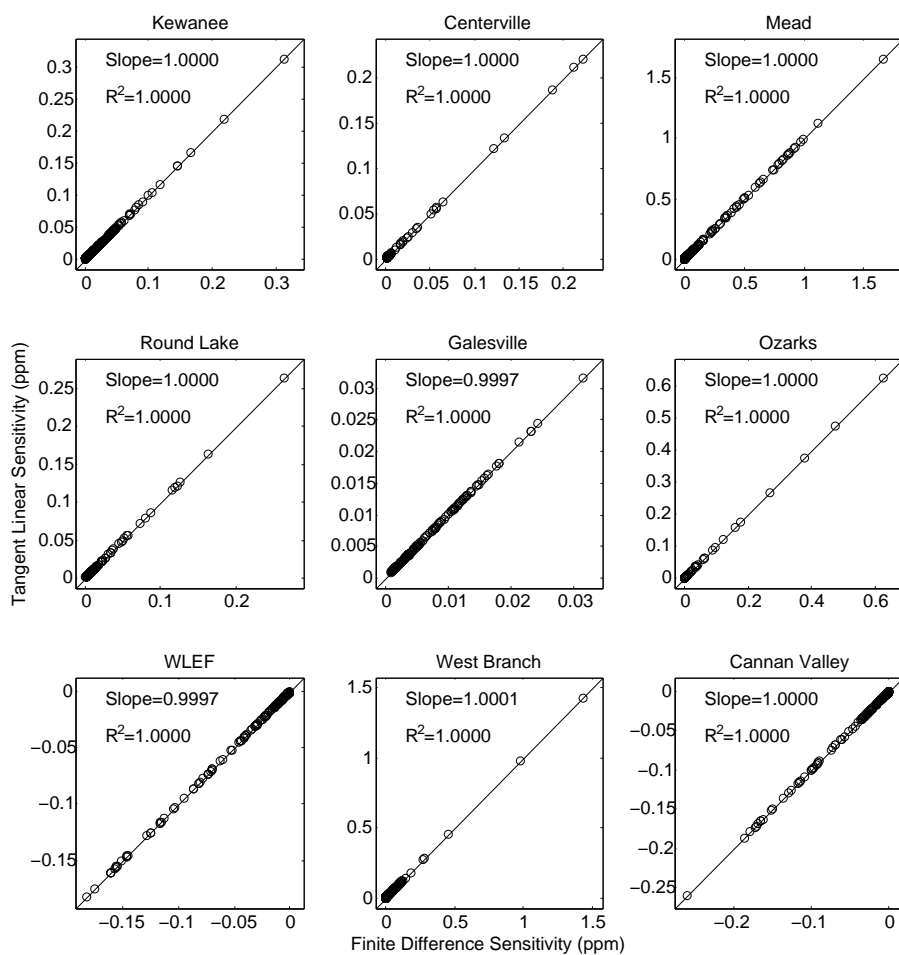 Kewanee
Centerville
Mead
Slope=1.0000
R²=1.0000
0.3
0.25
0.2
0.15
0.1
0.05
0
0
0.1
0.2
0.3
Slope=1.0000
R²=1.0000
0.2
0.15
0.1
0.05
0
0
0.05
0.1
0.15
0.2
Slope=1.0000
R²=1.0000
1.5
1
0.5
0
0
0.5
1
1.5
Tangent Linear Sensitivity (ppm)
Round Lake
Galesville
Ozarks
Slope=1.0000
R²=1.0000
0.25
0.2
0.15
0.1
0.05
0
0
0.1
0.2
Slope=0.9997
R²=1.0000
0.03
0.025
0.02
0.015
0.01
0.005
0
0
0.01
0.02
0.03
Slope=1.0000
R²=1.0000
0.6
0.5
0.4
0.3
0.2
0.1
0
0
0.2
0.4
0.6
WLEF
West Branch
Cannan Valley
Slope=0.9997
R²=1.0000
0
−0.05
−0.1
−0.15
−0.15
−0.1
−0.05
0
Slope=1.0001
R²=1.0000
1.5
1
0.5
0
0
0.5
1
1.5
Slope=1.0000
R²=1.0000
0
−0.05
−0.1
−0.15
−0.2
−0.25
−0.2
−0.1
0
Finite Difference Sensitivity (ppm)